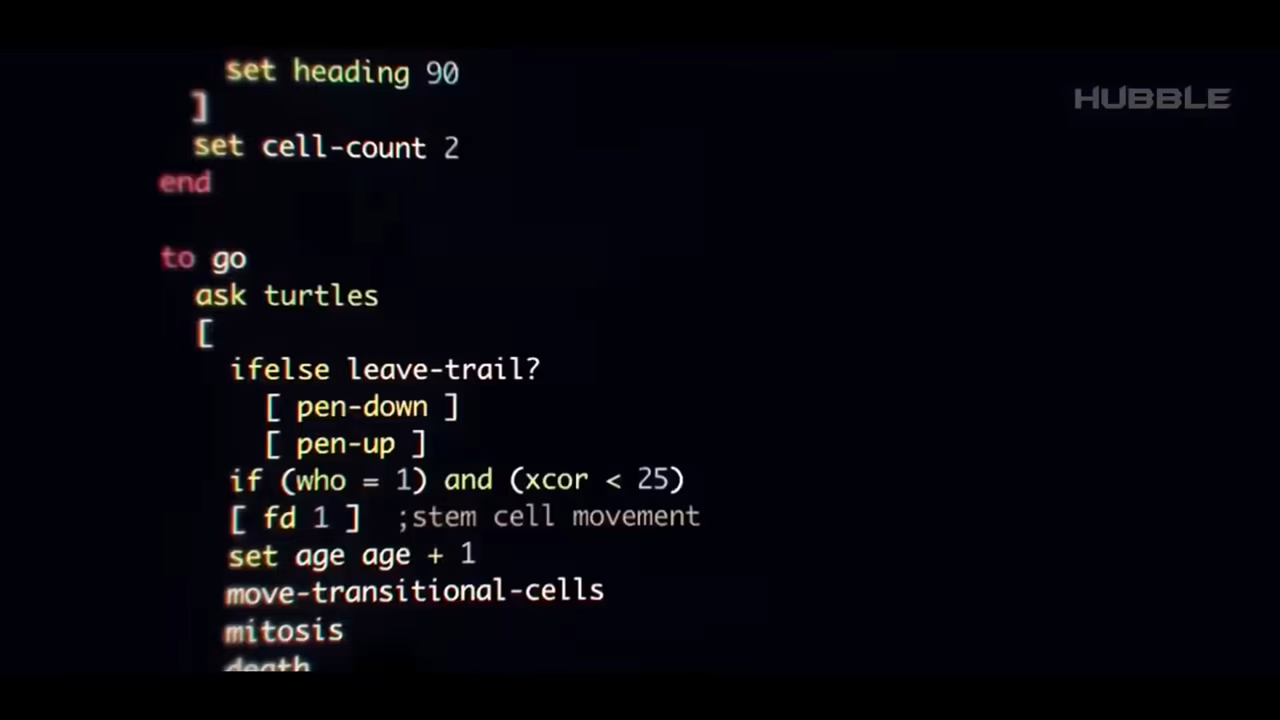 set heading 90
HUBBLE
]
set cell-count 2
end
to go
ask turtles
[
ifelse leave-trail?
[ pen-down ]
[ pen-up ]
if (who = 1) and (xcor < 25)
[ fd 1 ] ;stem cell movement
set age age + 1
move-transitional-cells
mitosis
death